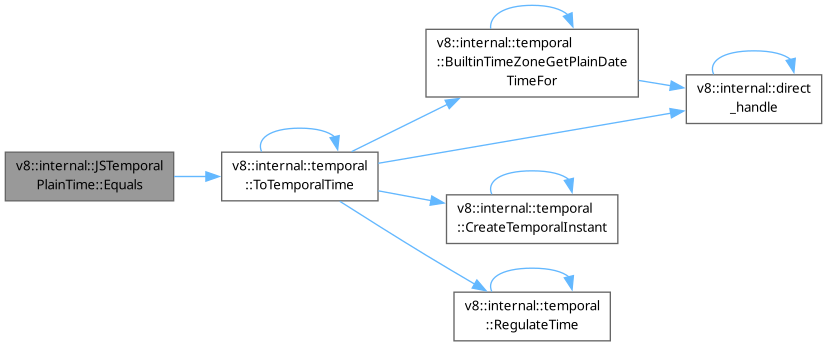 v8::internal::JSTemporal
PlainTime::Equals
v8::internal::temporal
::ToTemporalTime
v8::internal::temporal
::BuiltinTimeZoneGetPlainDate
TimeFor
v8::internal::direct
_handle
v8::internal::temporal
::CreateTemporalInstant
v8::internal::temporal
::RegulateTime